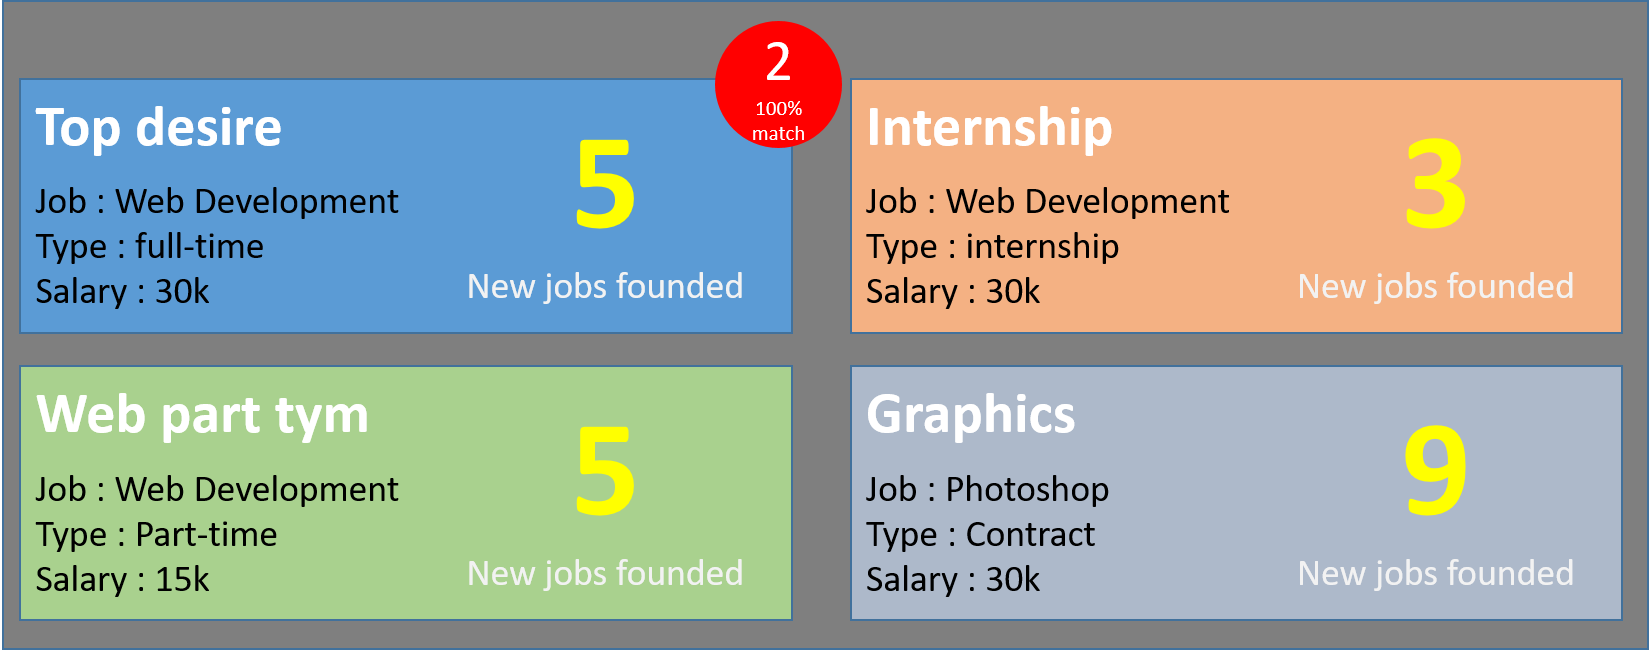 2
100%
match
Top desire
5
Job : Web Development
Type : full-time
Salary : 30k
New jobs founded
Internship
3
Job : Web Development
Type : internship
Salary : 30k
New jobs founded
Web part tym
5
Job : Web Development
Type : Part-time
Salary : 15k
New jobs founded
Graphics
9
Job : Photoshop
Type : Contract
Salary : 30k
New jobs founded